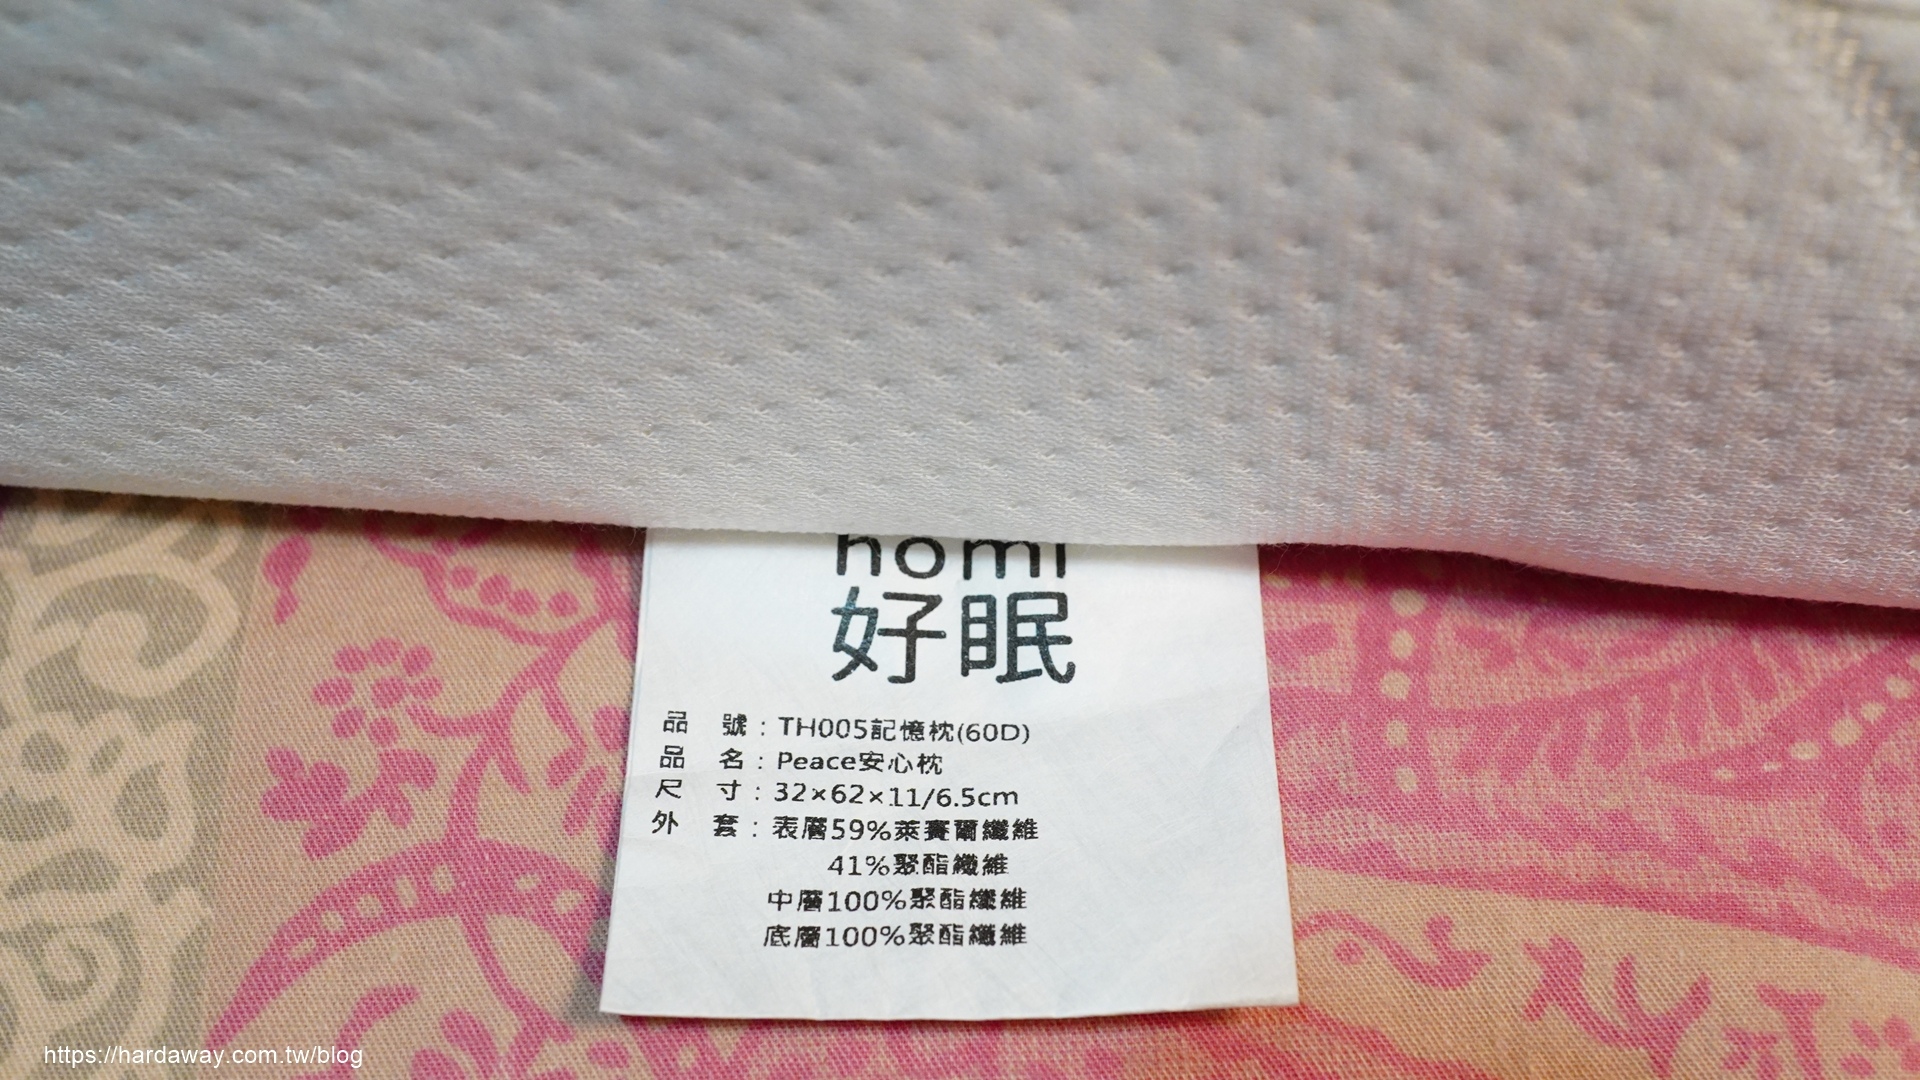 homi
好眠
品 號：TH005記憶枕(60D)
品 名：Peace安心枕
尺 寸：32×62×11/6.5cm
外 套：表層59%萊賽爾纖維
41%聚酯纖維
中層100%聚酯纖維
底層100%聚酯纖維
https://hardaway.com.tw/blog